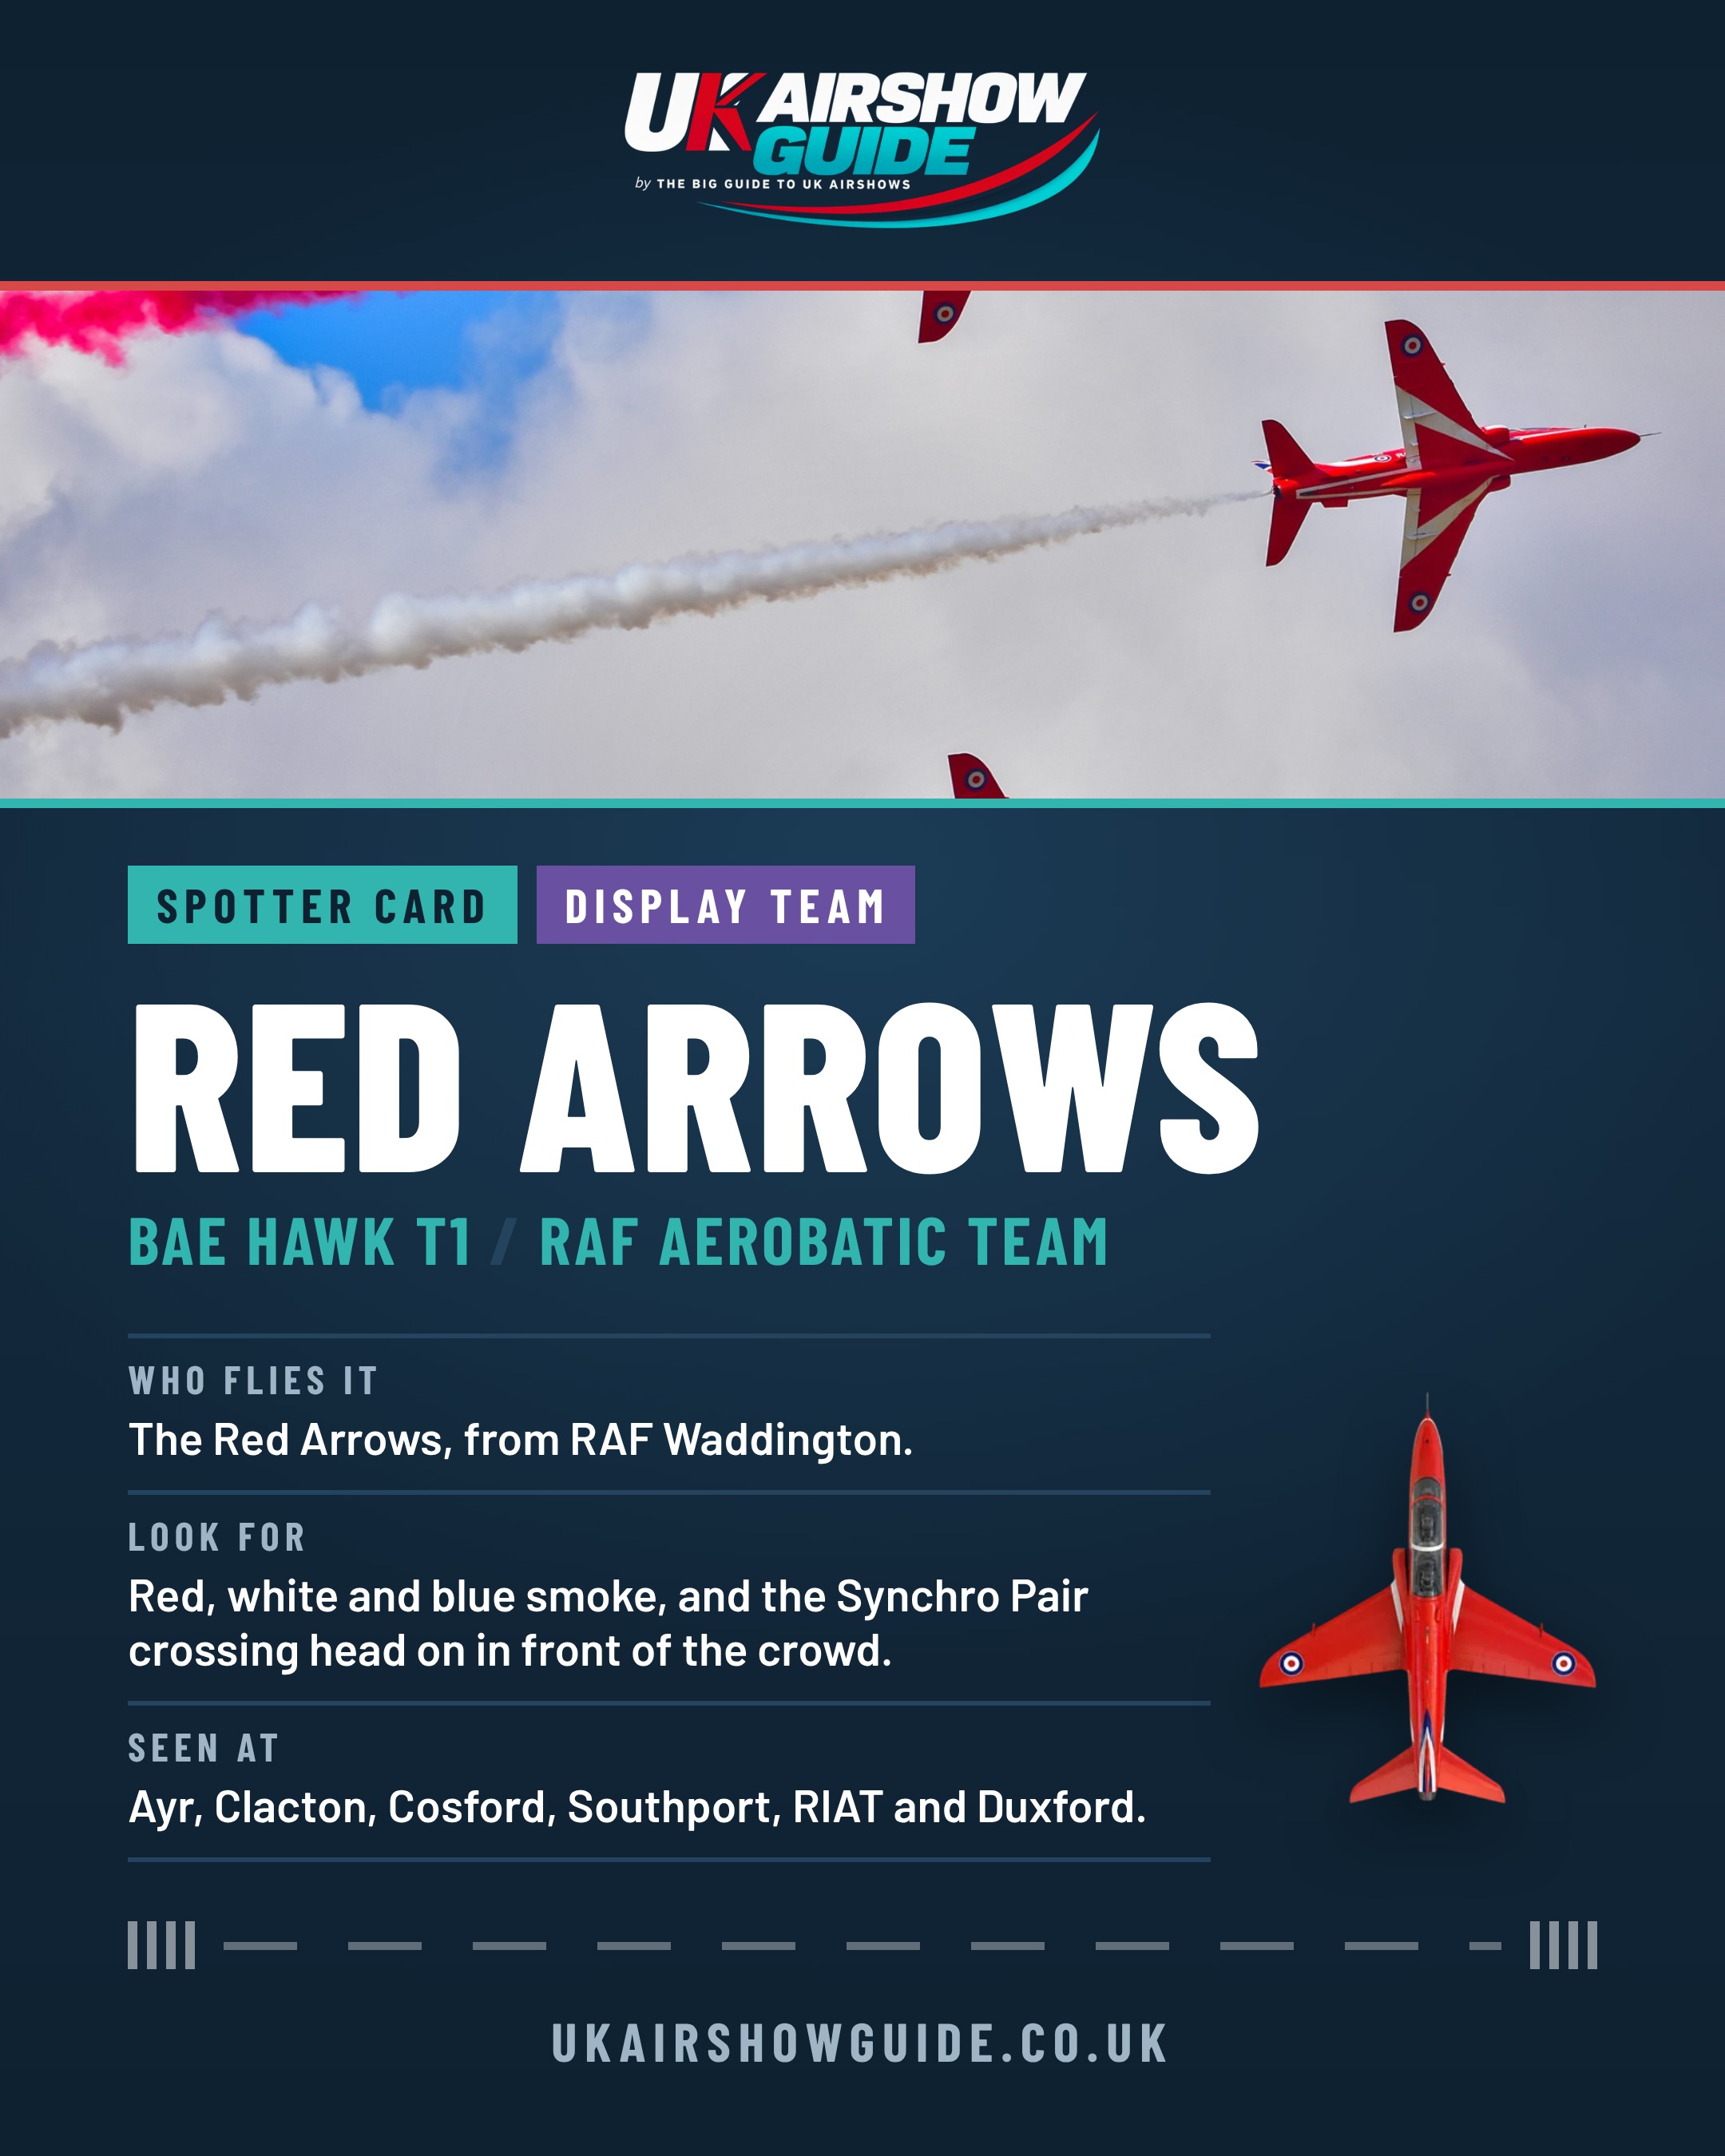 UK AIRSHOW
GUIDE
by THE BIG GUIDE TO UK AIRSHOWS
SPOTTER CARD
DISPLAY TEAM
RED ARROWS
BAE HAWK T1 / RAF AEROBATIC TEAM
WHO FLIES IT
The Red Arrows, from RAF Waddington.
LOOK FOR
Red, white and blue smoke, and the Synchro Pair
crossing head on in front of the crowd.
SEEN AT
Ayr, Clacton, Cosford, Southport, RIAT and Duxford.
UKAIRSHOWGUIDE.CO.UK